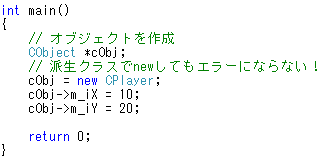 int main()
{
    // オブジェクトを作成
    CObject *cObj;
    // 派生クラスでnewしてもエラーにならない！
    cObj = new CPlayer;
    cObj->m_iX = 10;
    cObj->m_iY = 20;

    return 0;
}